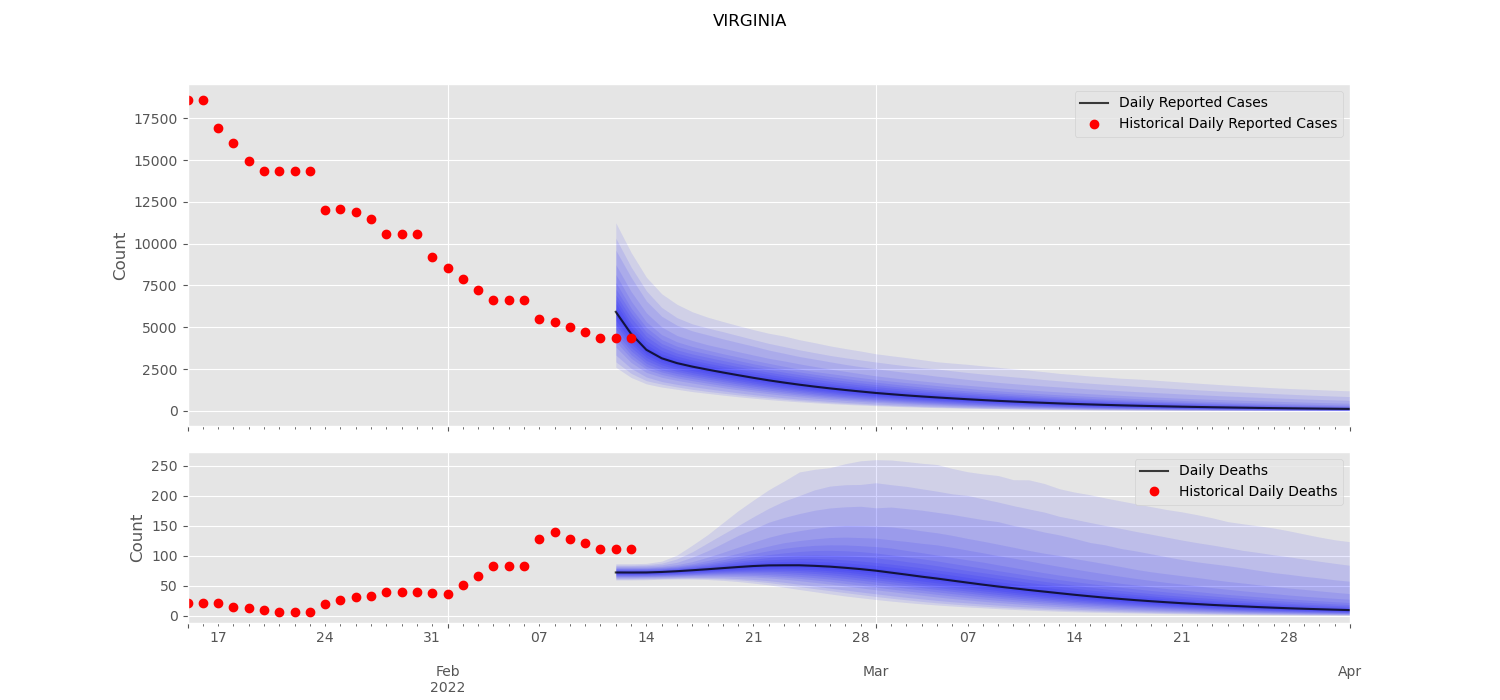 VIRGINIA
Daily Reported Cases
Historical Daily Reported Cases
Count
17500
15000
12500
10000
7500
5000
2500
0
Daily Deaths
Historical Daily Deaths
Count
250
200
150
100
50
0
17 24 31 07 14 21 28 07 14 21 28
Feb Mar Apr
2022